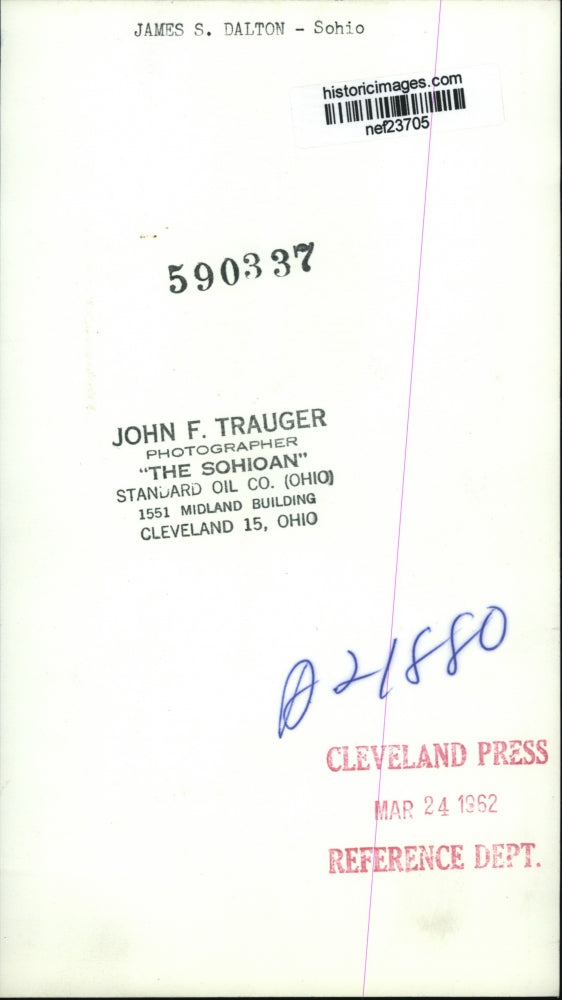 JAMES S. DALTON - Sohio
historicimages.com
nef23705
590337
JOHN F. TRAUGER
PHOTOGRAPHER
"THE SOHIOAN"
STANDARD OIL CO. (OHIO)
1551 MIDLAND BUILDING
CLEVELAND 15, OHIO
A21880
CLEVELAND PRESS
MAR 24 1962
REFERENCE DEPT.